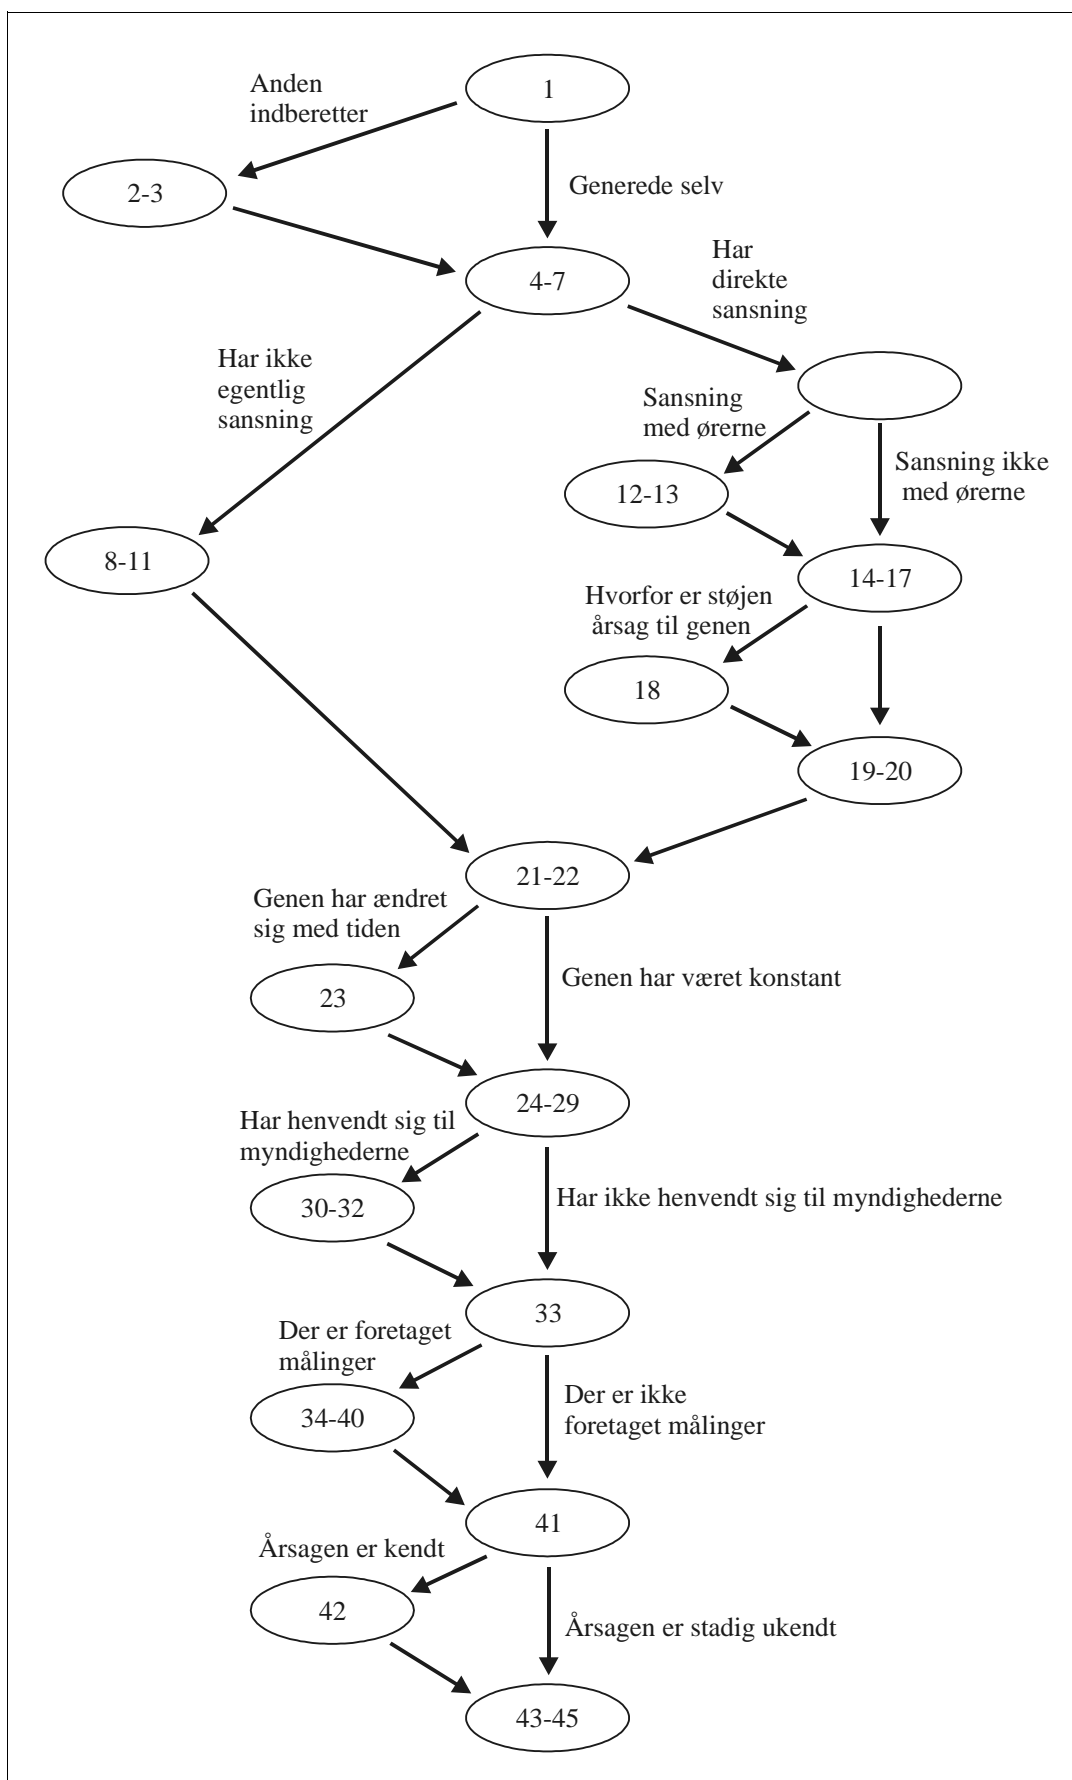 1
Anden
indberetter
2-3
Generede selv
4-7
Har
direkte
sansning
Har ikke
egentlig
sansning
Sansning
med ørerne
Sansning ikke
med ørerne
12-13
8-11
14-17
Hvorfor er støjen
årsag til genen
18
19-20
21-22
Genen har ændret
sig med tiden
23
Genen har været konstant
24-29
Har henvendt sig til
myndighederne
30-32
Har ikke henvendt sig til myndighederne
33
Der er foretaget
målinger
34-40
Der er ikke
foretaget målinger
41
Årsagen er kendt
42
Årsagen er stadig ukendt
43-45